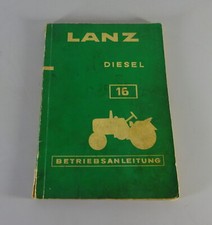 LANZ
DIESEL
16
BETRIEBSANLEITUNG